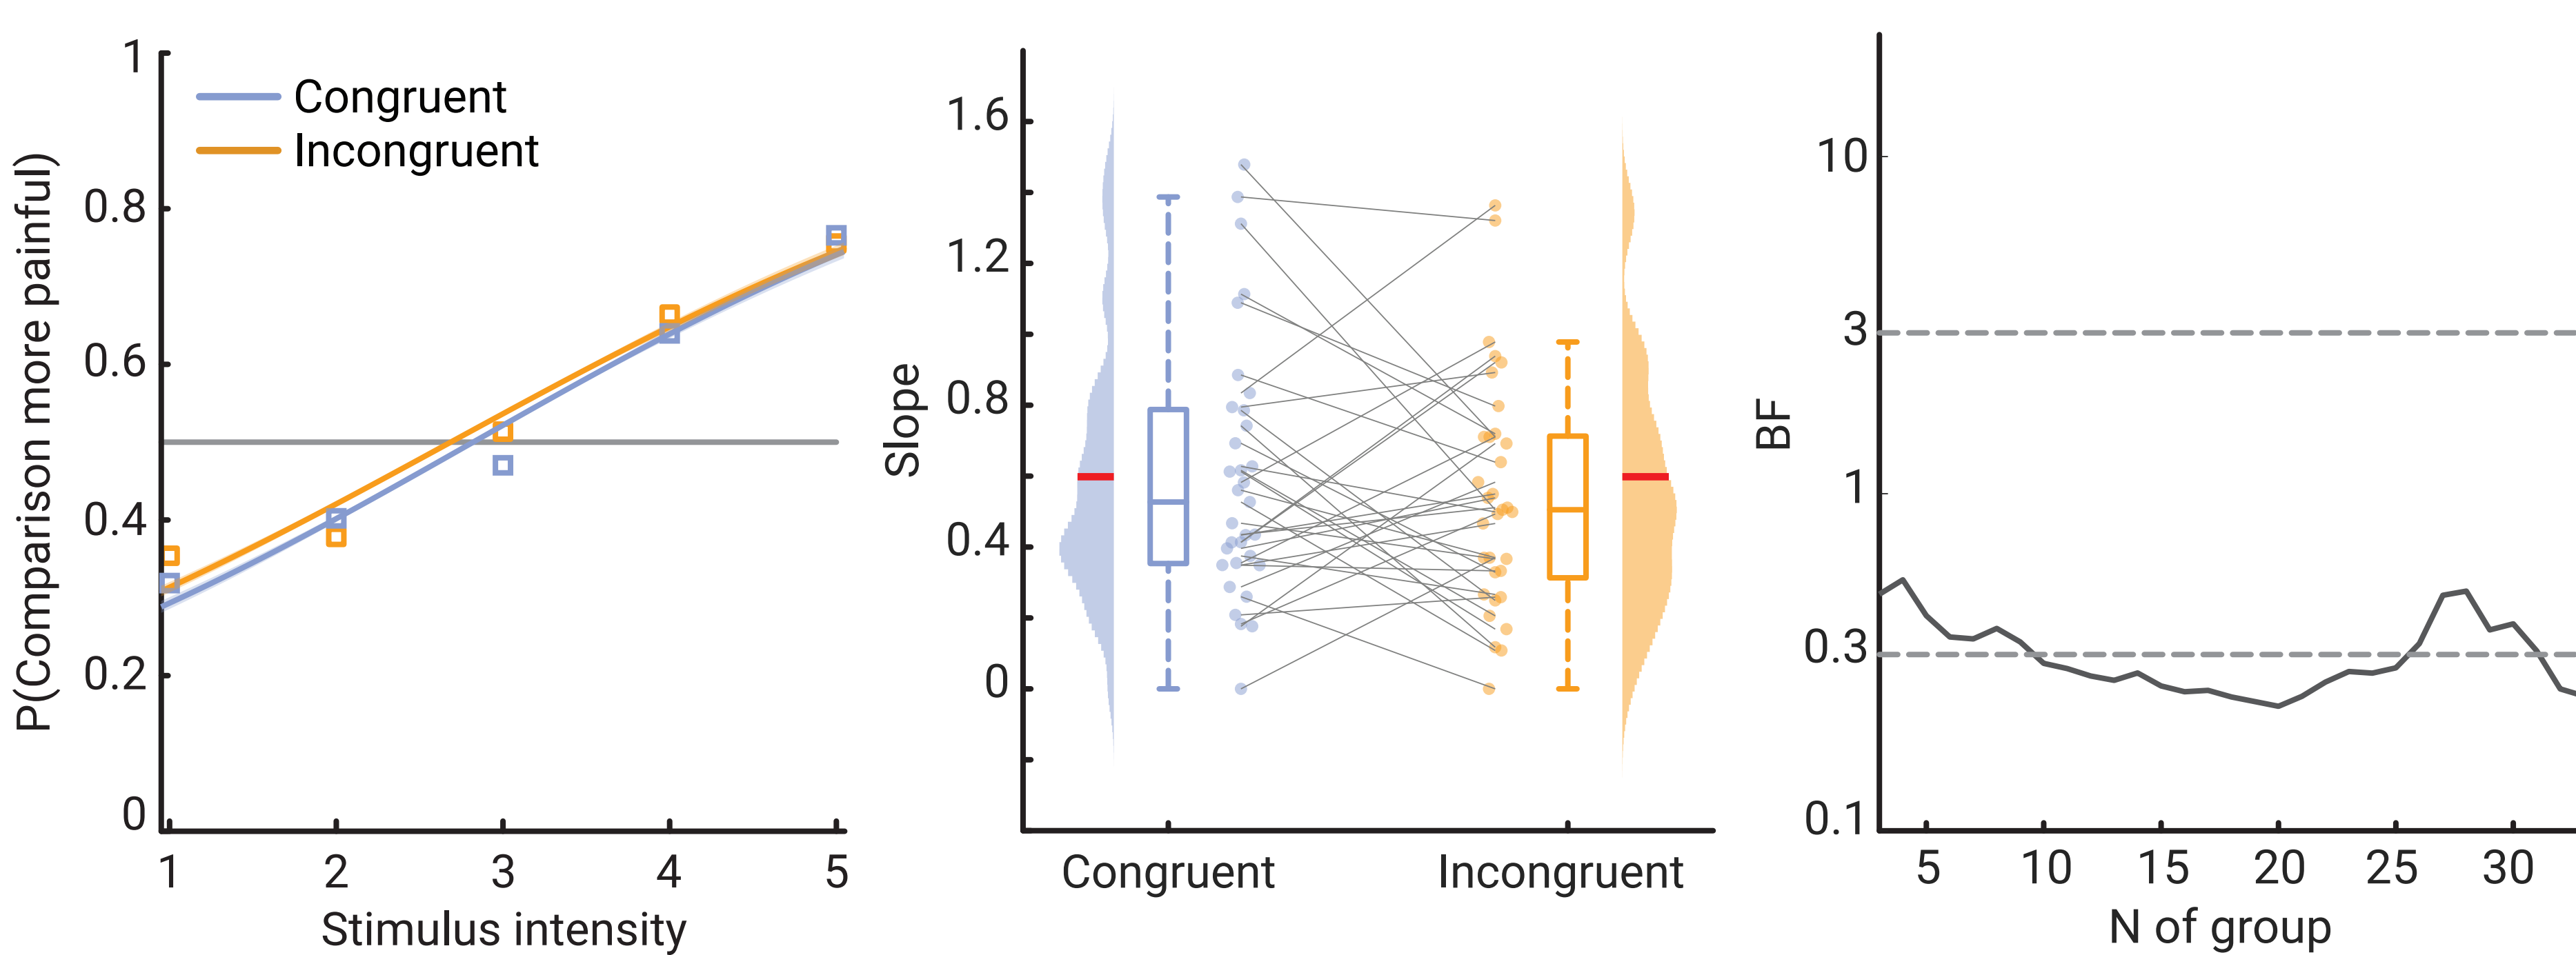 P(Comparison more painful)
1
0.8
0.6
0.4
0.2
0
Congruent
Incongruent
1 2 3 4 5
Stimulus intensity
Slope
1.6
1.2
0.8
0.4
0
Congruent Incongruent
BF
10
3
1
0.3
0.1
5 10 15 20 25 30
N of group